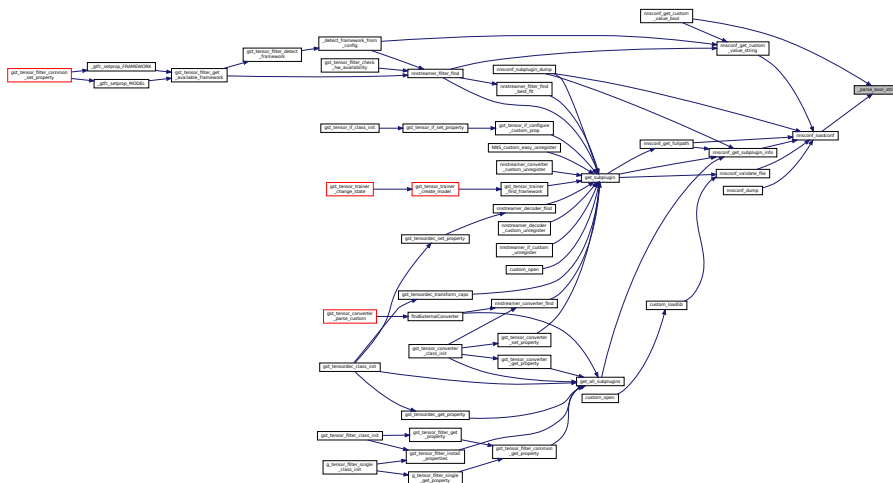 nnsconf_get_custom
_value_bool
_detect_framework_from
_config
nnsconf_get_custom
_value_string
gst_tensor_filter_detect
_framework
gst_tensor_filter_check
_hw_availability
_gtfc_setprop_FRAMEWORK
gst_tensor_filter_common
_set_property
_gtfc_setprop_MODEL
gst_tensor_filter_get
_available_framework
nnstreamer_filter_find
nnsconf_subplugin_dump
nnstreamer_filter_find
_best_fit
_parse_bool_string
gst_tensor_if_class_init
gst_tensor_if_set_property
gst_tensor_if_configure
_custom_prop
nnsconf_loadconf
NNS_custom_easy_unregister
nnsconf_get_fullpath
nnsconf_get_subplugin_info
nnstreamer_converter
_custom_unregister
get_subplugin
nnsconf_validate_file
gst_tensor_trainer
_change_state
gst_tensor_trainer
_create_model
gst_tensor_trainer
_find_framework
nnsconf_dump
nnstreamer_decoder_find
nnstreamer_decoder
_custom_unregister
gst_tensordec_set_property
nnstreamer_if_custom
_unregister
custom_open
gst_tensordec_transform_caps
nnstreamer_converter_find
custom_loadlib
gst_tensor_converter
_parse_custom
findExternalConverter
gst_tensor_converter
_set_property
gst_tensor_converter
_class_init
gst_tensor_converter
_get_property
gst_tensordec_class_init
get_all_subplugins
custom_open
gst_tensordec_get_property
gst_tensor_filter_class_init
gst_tensor_filter_get
_property
gst_tensor_filter_install
_properties
gst_tensor_filter_common
_get_property
g_tensor_filter_single
_class_init
g_tensor_filter_single
_get_property